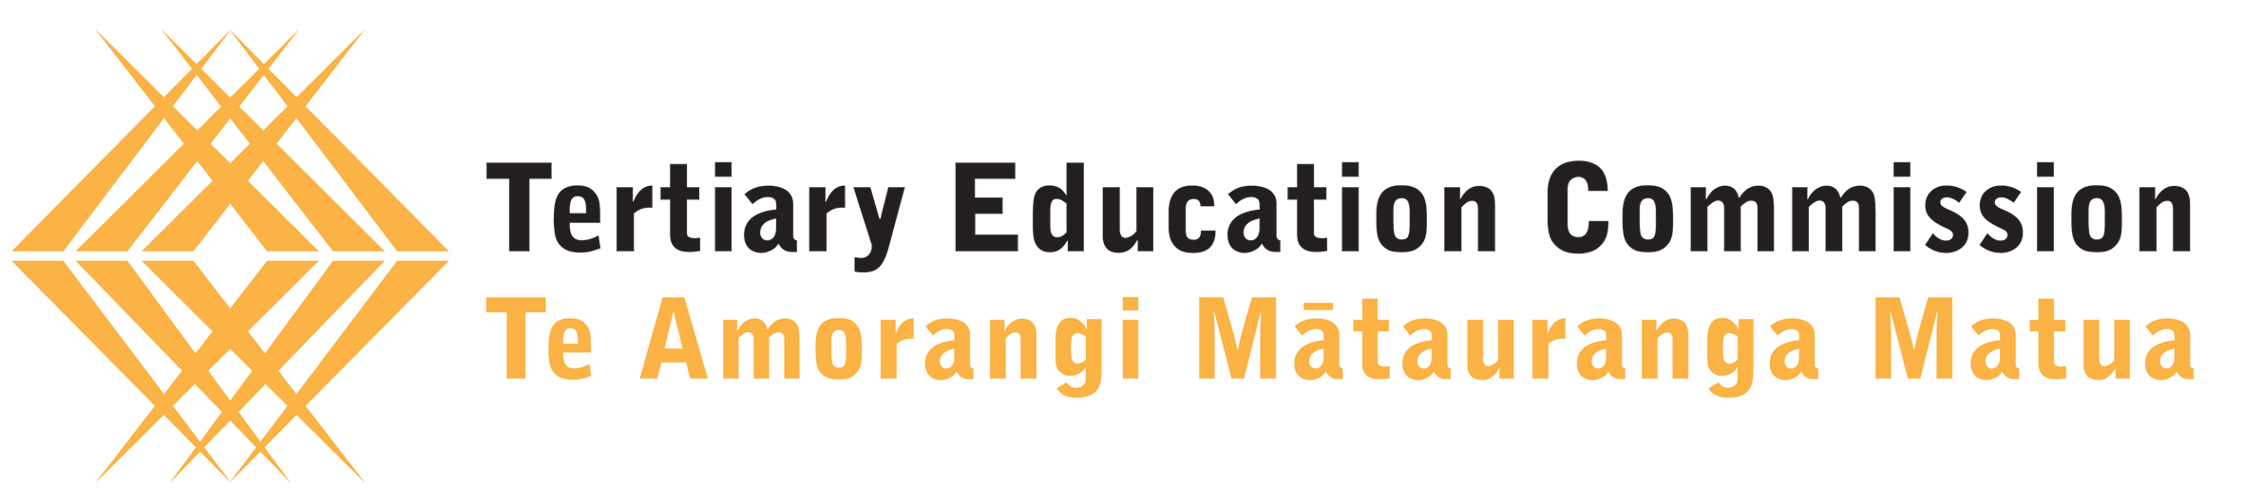 Tertiary Education Commission
Te Amorangi Mātauranga Matua